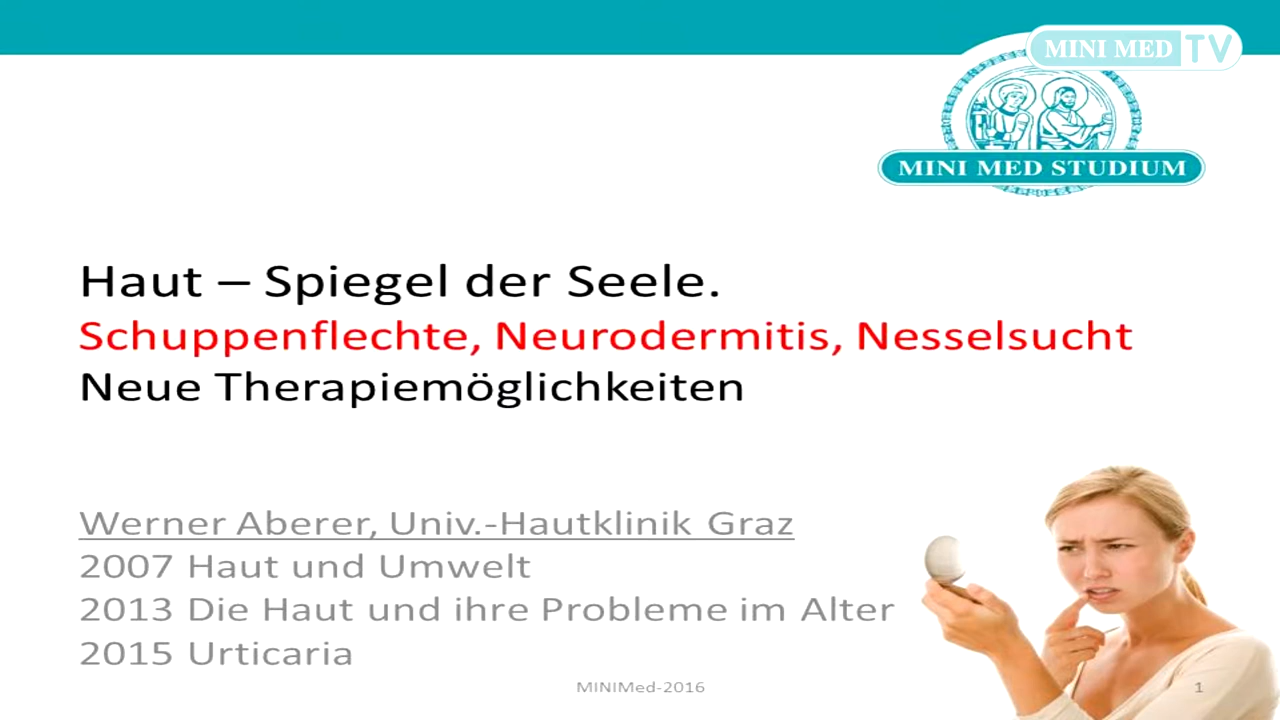 MINI MED TV
MINI MED STUDIUM
Haut – Spiegel der Seele.
Schuppenflechte, Neurodermitis, Nesselsucht
Neue Therapiemöglichkeiten
Werner Aberer, Univ.-Hautklinik Graz
2007 Haut und Umwelt
2013 Die Haut und ihre Probleme im Alter
2015 Urticaria
MINIMed-2016
1